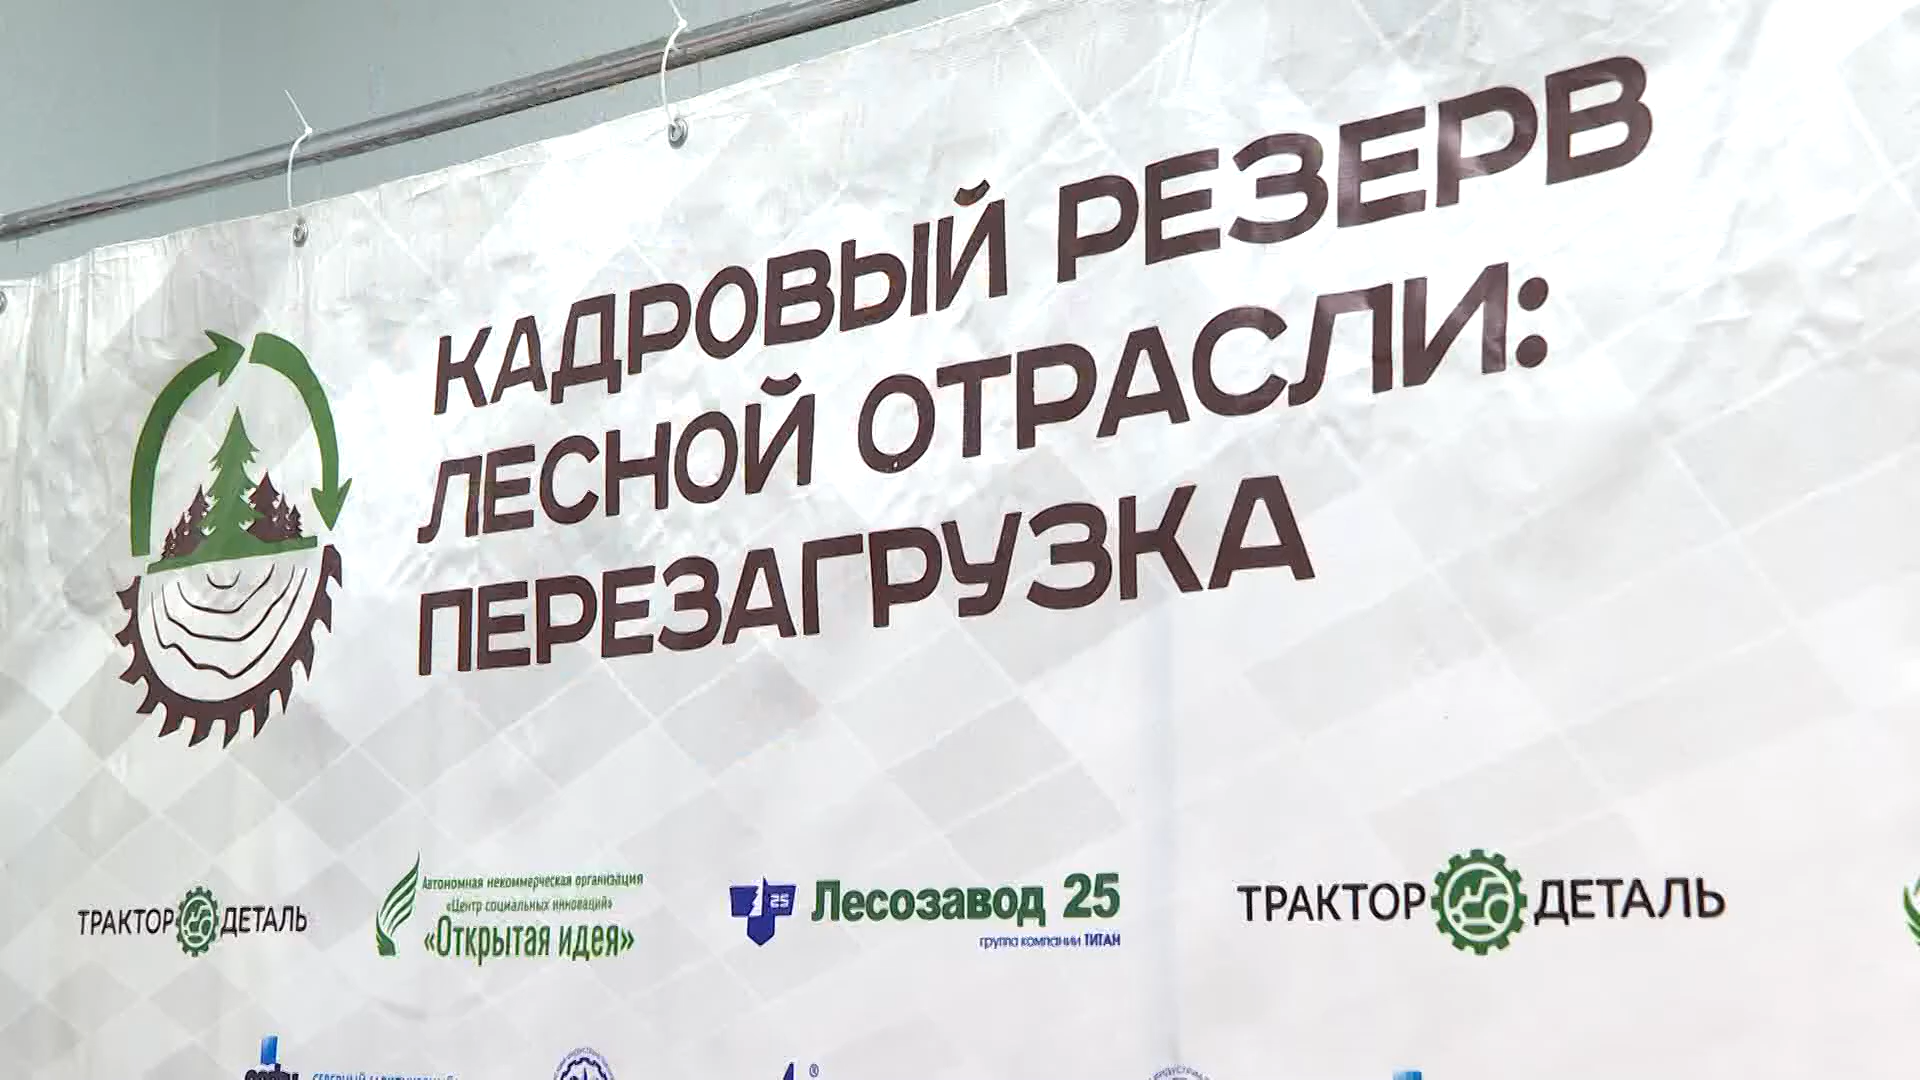 КАДРОВЫЙ РЕЗЕРВ
ЛЕСНОЙ ОТРАСЛИ:
ПЕРЕЗАГРУЗКА
ТРАКТОР ДЕТАЛЬ
Автономная некоммерческая организация
«Центр социальных инноваций»
«Открытая идея»
25
Лесозавод 25
группа компании ТИТАН
ТРАКТОР ДЕТАЛЬ